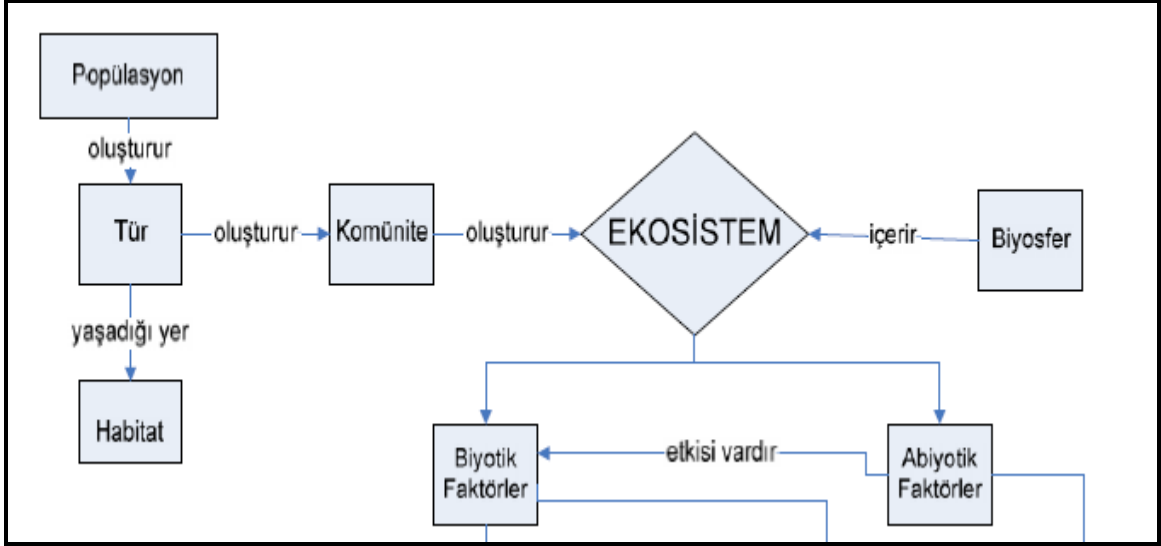 Popülasyon
oluşturur
Tür
oluşturur
Komünite
oluşturur
EKOSİSTEM
içerir
Biyosfer
yaşadığı yer
Habitat
Biyotik
Faktörler
etkisi vardır
Abiyotik
Faktörler